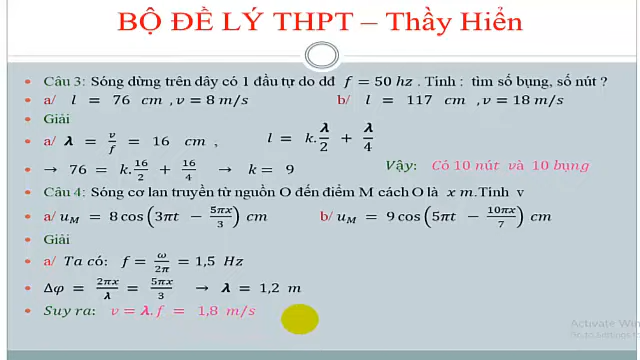 BỘ ĐỀ LÝ THPT – Thầy Hiển
• Câu 3: Sóng dừng trên dây có 1 đầu tự do dđ f = 50 hz . Tính : tìm số bụng, số nút ?
• a/ l = 76 cm , v = 8 m/s b/ l = 117 cm , v = 18 m/s
• Giải
• a/ λ = v/f = 16 cm , l = k.λ/2 + λ/4
• → 76 = k.16/2 + 16/4 → k = 9 Vậy: Có 10 nút và 10 bụng
• Câu 4: Sóng cơ lan truyền từ nguồn O đến điểm M cách O là x m.Tính v
• a/ u_M = 8 cos(3πt − 5πx/3) cm b/ u_M = 9 cos(5πt − 10πx/7) cm
• Giải
• a/ Ta có: f = ω/2π = 1,5 Hz
• Δφ = 2πx/λ = 5πx/3 → λ = 1,2 m
• Suy ra: v = λ.f = 1,8 m/s
Activate Win